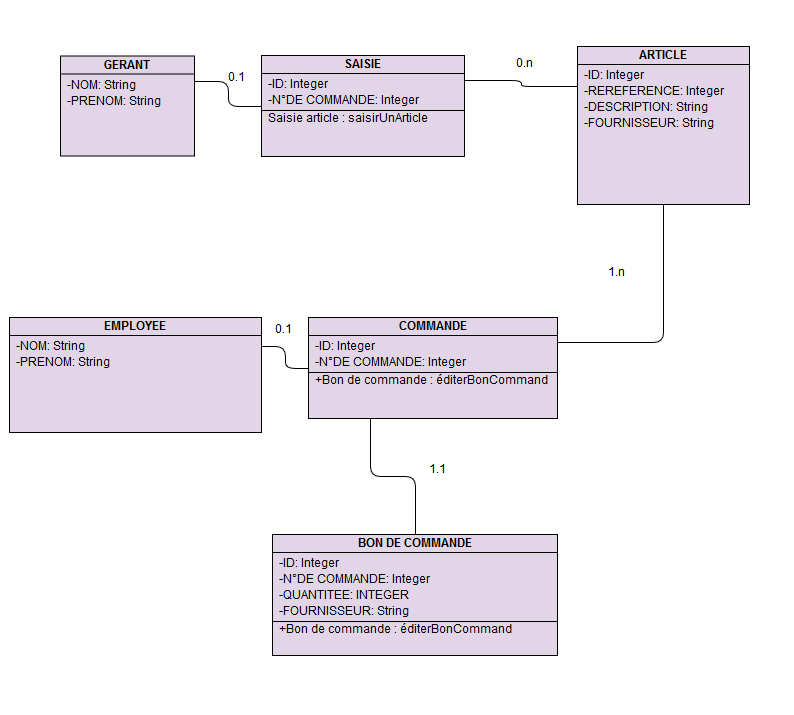 GERANT
-NOM: String
-PRENOM: String
0.1
SAISIE
-ID: Integer
-N°DE COMMANDE: Integer
Saisie article : saisirUnArticle
0.n
ARTICLE
-ID: Integer
-REREFERENCE: Integer
-DESCRIPTION: String
-FOURNISSEUR: String
1.n
EMPLOYEE
-NOM: String
-PRENOM: String
0.1
COMMANDE
-ID: Integer
-N°DE COMMANDE: Integer
+Bon de commande : éditerBonCommand
1.1
BON DE COMMANDE
-ID: Integer
-N°DE COMMANDE: Integer
-QUANTITEE: INTEGER
-FOURNISSEUR: String
+Bon de commande : éditerBonCommand